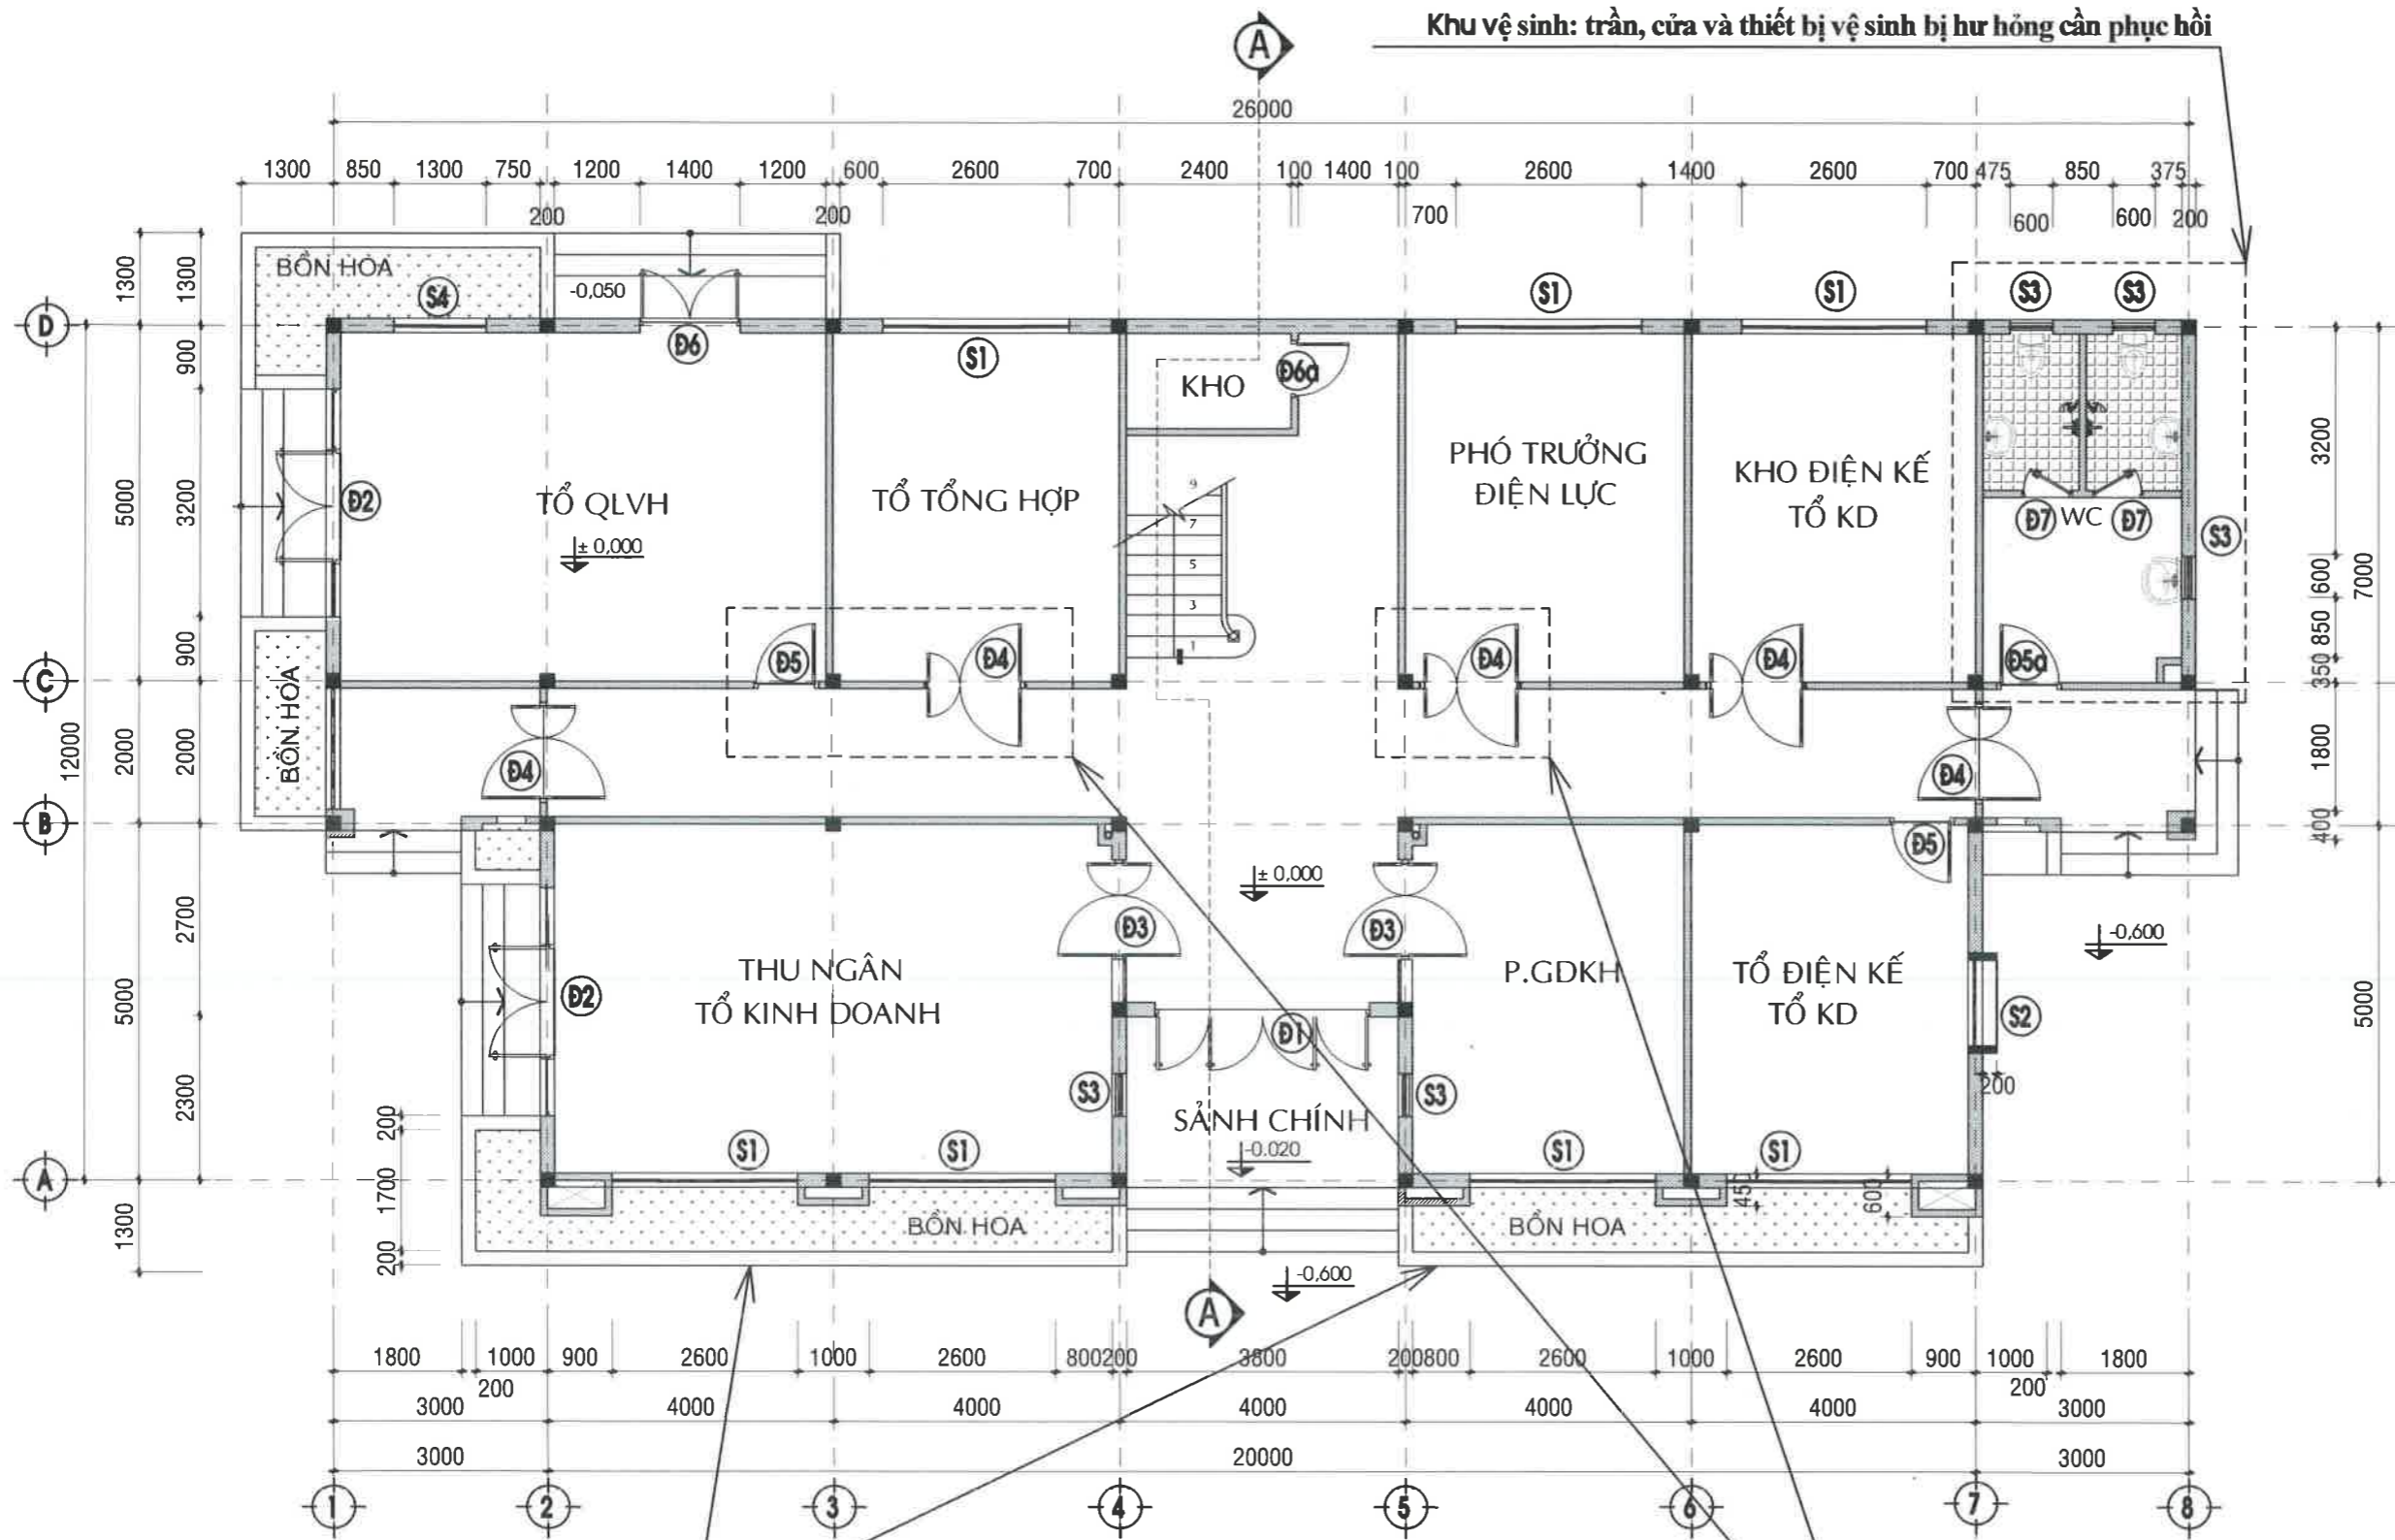 Khu vệ sinh: trần, cửa và thiết bị vệ sinh bị hư hỏng cần phục hồi
A
26000
1300 850 1300 750 1200 1400 1200 600 2600 700 2400 100 1400 100 2600 1400 2600 700 475 850 375
200 200 700 600 600 200
BỒN HOA
S4
-0,050
S1 S1 S3 S3
1300 1300
D
Đ6
S1
KHO
Đ6a
900
PHÓ TRƯỞNG
ĐIỆN LỰC
KHO ĐIỆN KẾ
TỔ KD
3200
5000 3200
Đ2
TỔ QLVH
± 0,000
TỔ TỔNG HỢP
9
7
5
3
1
Đ7 WC Đ7
S3
600
7000
850
350
900
BỒN HOA
Đ5 Đ4 Đ4 Đ4 Đ5a
C
12000
2000 2000
Đ4
Đ4
1800
B
400
± 0,000
Đ5
2700
Đ3 Đ3
-0,600
THU NGÂN
TỔ KINH DOANH
P.GDKH
TỔ ĐIỆN KẾ
TỔ KD
Đ2
S2
5000
5000
Đ1
200
2300
S3 S3
SẢNH CHÍNH
-0.020
200
S1 S1 S1 S1
A
1700
450
600
1300
BỒN HOA
BỒN HOA
200
-0,600
A
1800 1000 900 2600 1000 2600 800 200 3800 200 800 2600 1000 2600 900 1000 1800
200 200
3000 4000 4000 4000 4000 4000 3000
3000 20000 3000
1 2 3 4 5 6 7 8